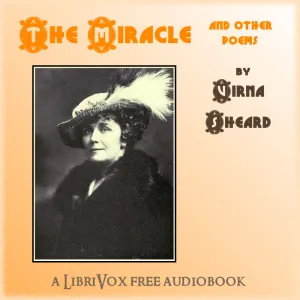 The Miracle
and other
poems
by
Virna
Sheard
a LibriVox free audiobook